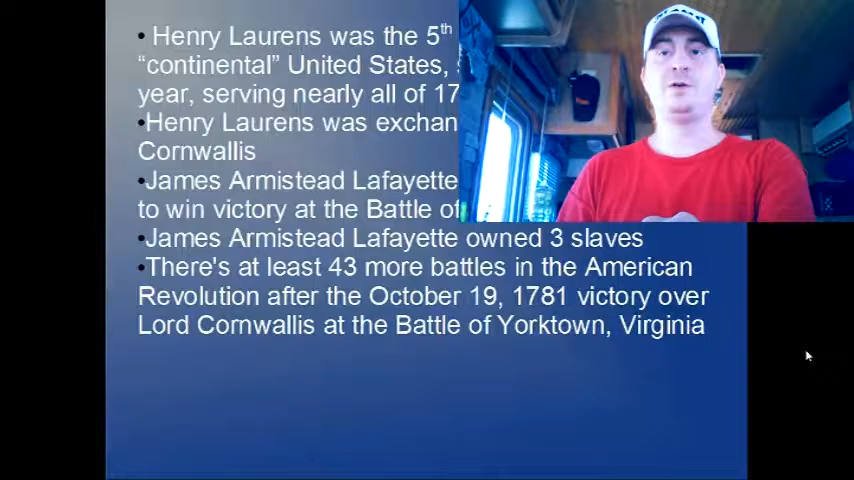 • Henry Laurens was the 5th
“continental” United States,
year, serving nearly all of 17
•Henry Laurens was exchan
Cornwallis
•James Armistead Lafayette
to win victory at the Battle of
•James Armistead Lafayette owned 3 slaves
•There's at least 43 more battles in the American
Revolution after the October 19, 1781 victory over
Lord Cornwallis at the Battle of Yorktown, Virginia